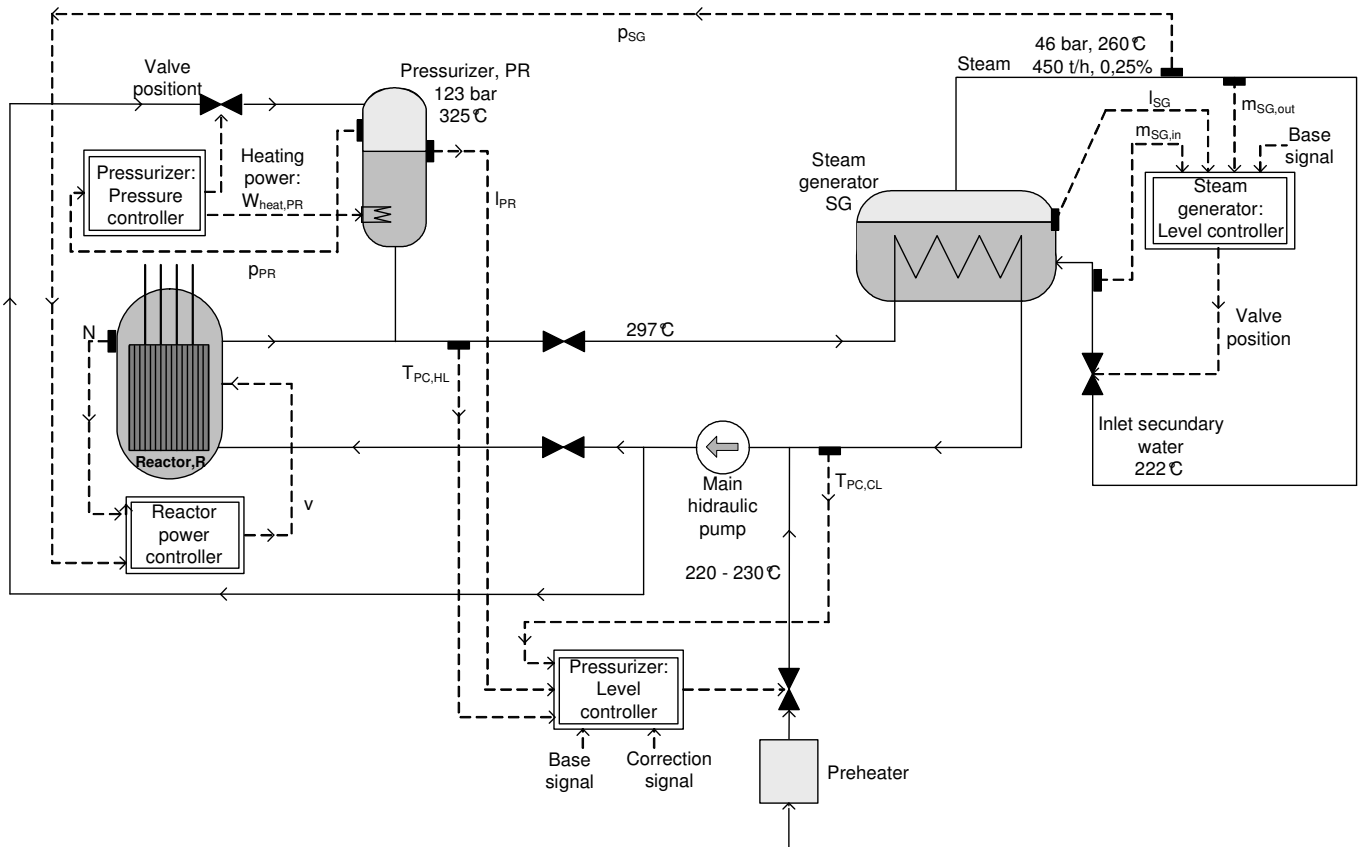 p_SG
46 bar, 260°C
450 t/h, 0,25%
Steam
Valve
positiont
Pressurizer, PR
123 bar
325°C
l_SG
m_SG,out
m_SG,in
Base
signal
Pressurizer:
Pressure
controller
Heating
power:
W_heat,PR
l_PR
Steam
generator
SG
Steam
generator:
Level controller
p_PR
N
297°C
T_PC,HL
Valve
position
Reactor,R
Inlet secundary
water
222°C
Main
hidraulic
pump
T_PC,CL
v
Reactor
power
controller
220 - 230°C
Pressurizer:
Level
controller
Base
signal
Correction
signal
Preheater